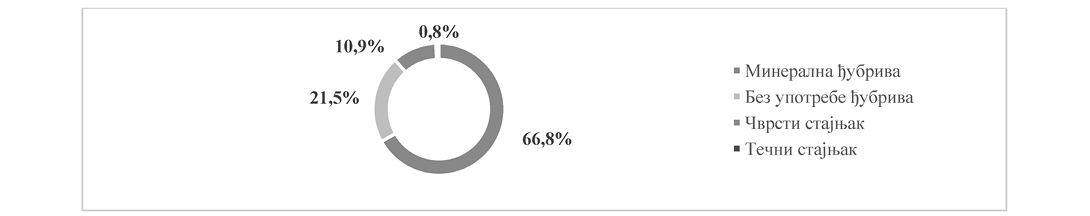 0,8%
10,9%
21,5%
66,8%
Минерална ђубрива
Без употребе ђубрива
Чврсти стајњак
Течни стајњак